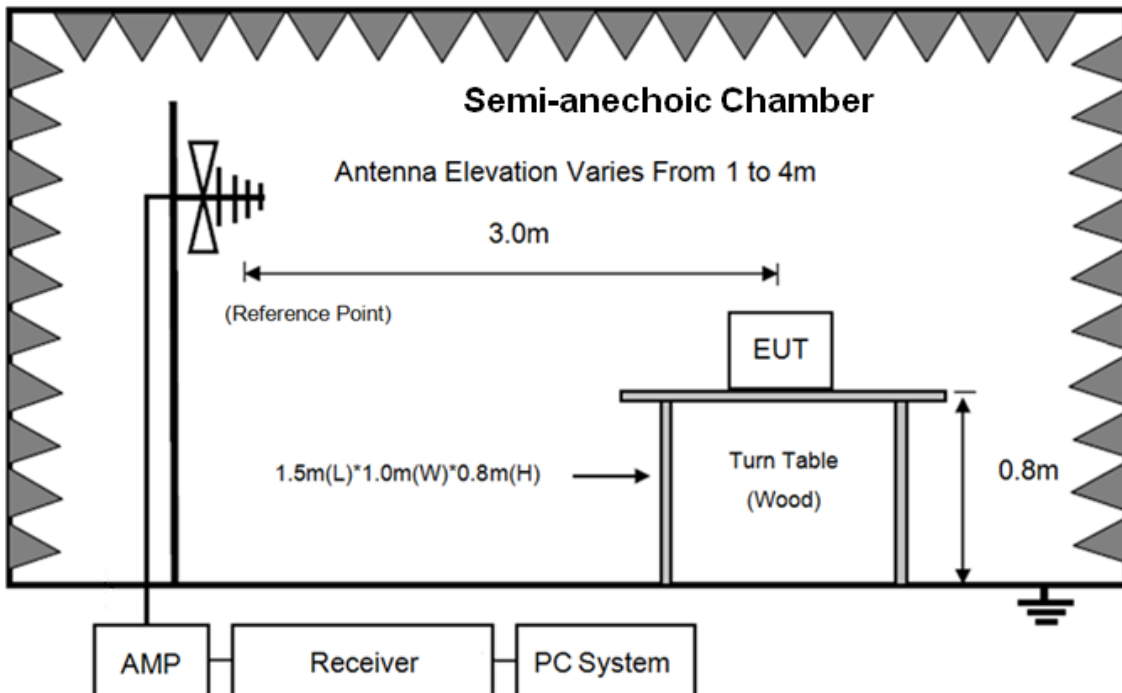 Semi-anechoic Chamber
Antenna Elevation Varies From 1 to 4m
3.0m
(Reference Point)
EUT
1.5m(L)*1.0m(W)*0.8m(H)
Turn Table
(Wood)
0.8m
AMP
Receiver
PC System